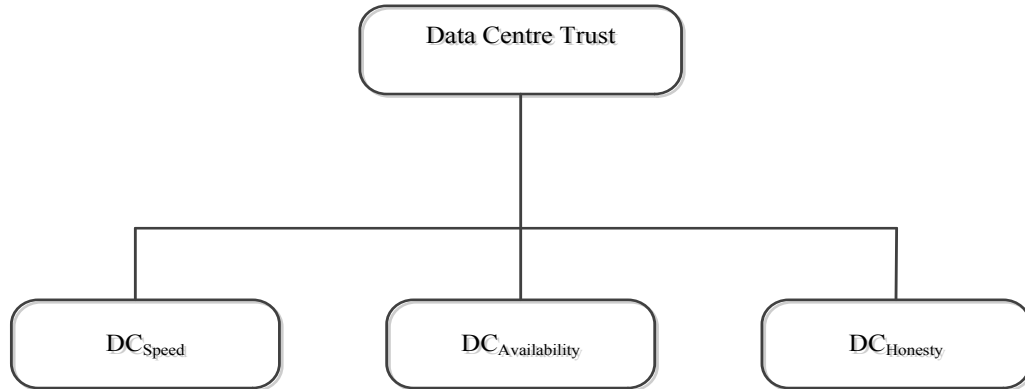 Data Centre Trust
DCSpeed
DCAvailability
DCHonesty